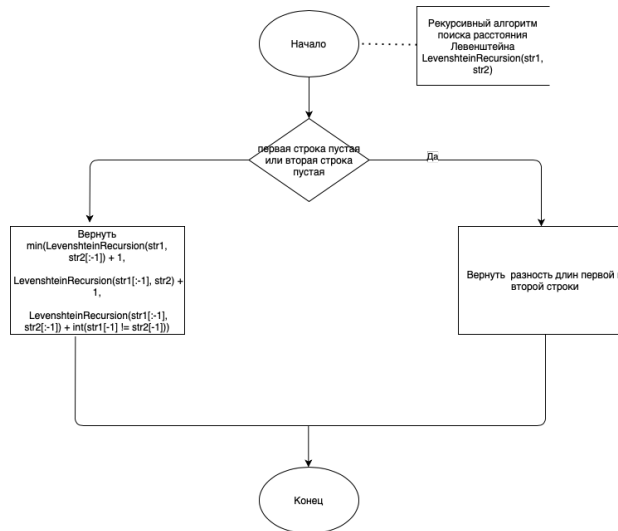 Начало
Рекурсивный алгоритм
поиска расстояния
Левенштейна
LevenshteinRecursion(str1,
str2)
первая строка пустая
или вторая строка
пустая
Да
Вернуть
min(LevenshteinRecursion(str1,
str2[:-1]) + 1,
LevenshteinRecursion(str1[:-1], str2) +
1,
LevenshteinRecursion(str1[:-1],
str2[:-1]) + int(str1[-1] != str2[-1]))
Вернуть разность длин первой и
второй строки
Конец